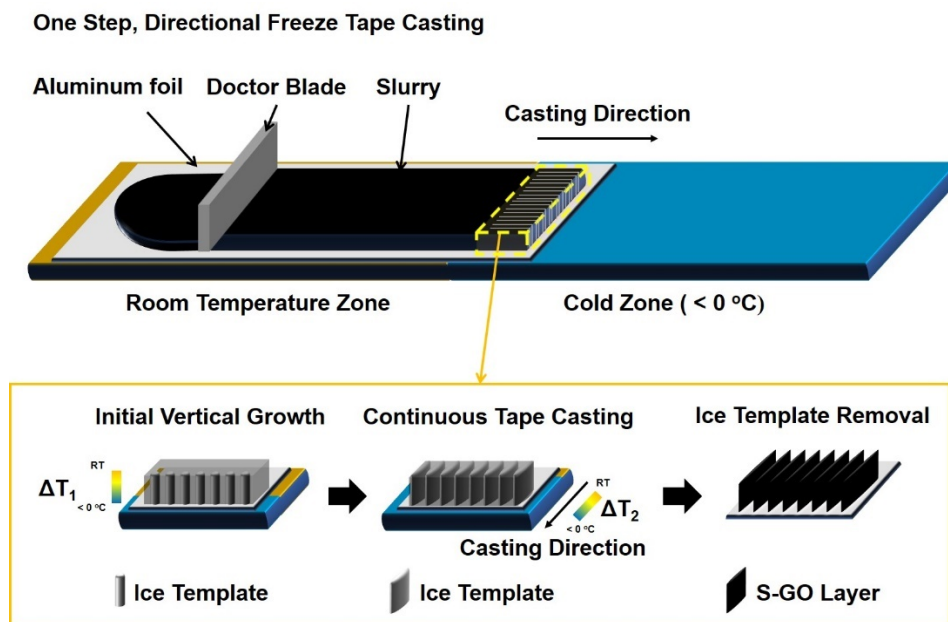 One Step, Directional Freeze Tape Casting
Aluminum foil
Doctor Blade
Slurry
Casting Direction
Room Temperature Zone
Cold Zone ( < 0 °C)
Initial Vertical Growth
Continuous Tape Casting
Ice Template Removal
RT
ΔT₁
< 0 °C
RT
ΔT₂
< 0 °C
Casting Direction
Ice Template
Ice Template
S-GO Layer